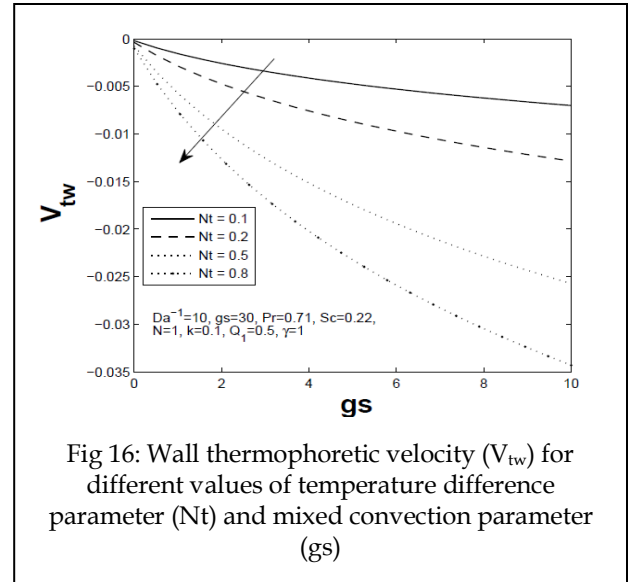 0
−0.005
−0.01
−0.015
−0.02
−0.025
−0.03
−0.035
V_tw
Nt = 0.1
Nt = 0.2
Nt = 0.5
Nt = 0.8
Da⁻¹=10, gs=30, Pr=0.71, Sc=0.22,
N=1, k=0.1, Q₁=0.5, γ=1
0 2 4 6 8 10
gs
Fig 16: Wall thermophoretic velocity (V_tw) for
different values of temperature difference
parameter (Nt) and mixed convection parameter
(gs)